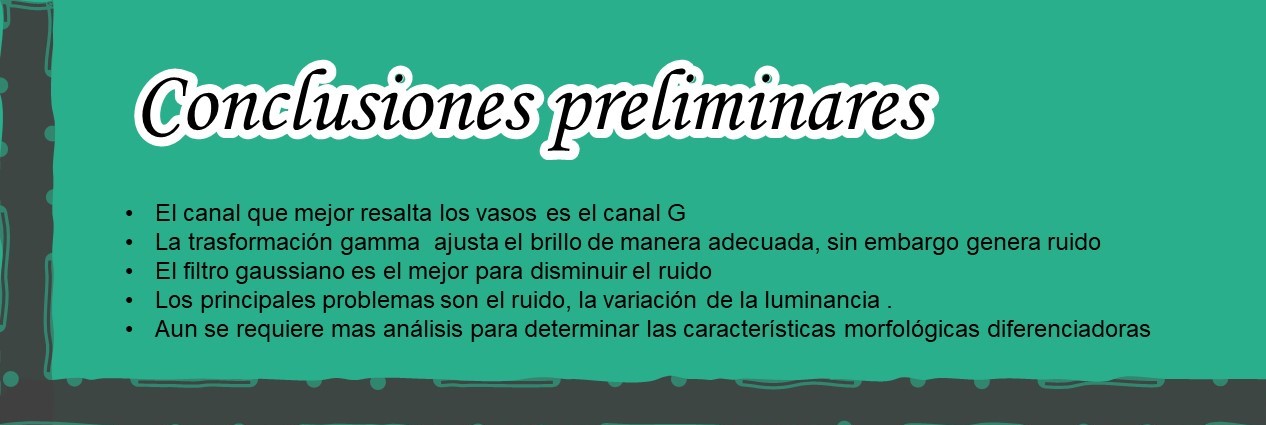 Conclusiones preliminares
• El canal que mejor resalta los vasos es el canal G
• La trasformación gamma ajusta el brillo de manera adecuada, sin embargo genera ruido
• El filtro gaussiano es el mejor para disminuir el ruido
• Los principales problemas son el ruido, la variación de la luminancia .
• Aun se requiere mas análisis para determinar las características morfológicas diferenciadoras